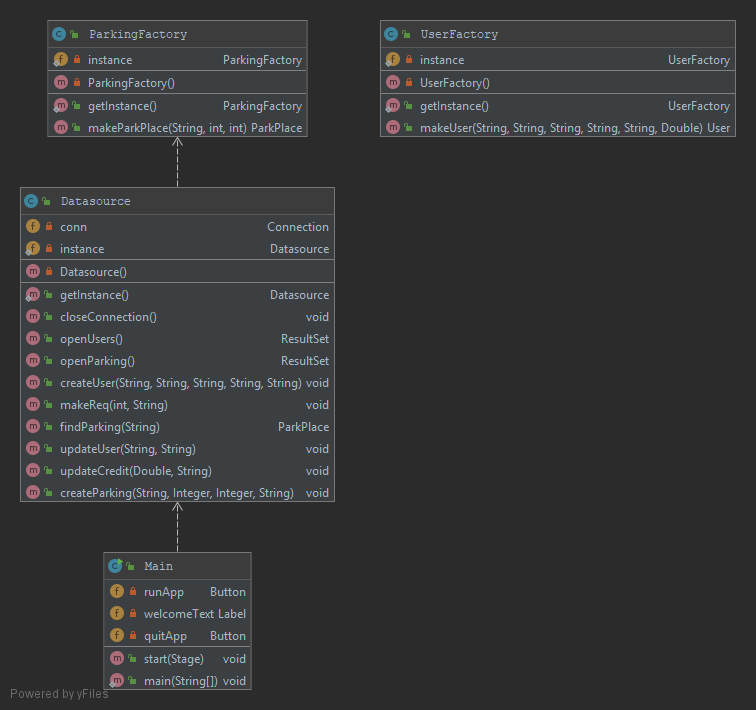 ParkingFactory
instance ParkingFactory
ParkingFactory()
getInstance() ParkingFactory
makeParkPlace(String, int, int) ParkPlace
UserFactory
instance UserFactory
UserFactory()
getInstance() UserFactory
makeUser(String, String, String, String, String, Double) User
Datasource
conn Connection
instance Datasource
Datasource()
getInstance() Datasource
closeConnection() void
openUsers() ResultSet
openParking() ResultSet
createUser(String, String, String, String, String) void
makeReq(int, String) void
findParking(String) ParkPlace
updateUser(String, String) void
updateCredit(Double, String) void
createParking(String, Integer, Integer, String) void
Main
runApp Button
welcomeText Label
quitApp Button
start(Stage) void
main(String[]) void
Powered by yFiles